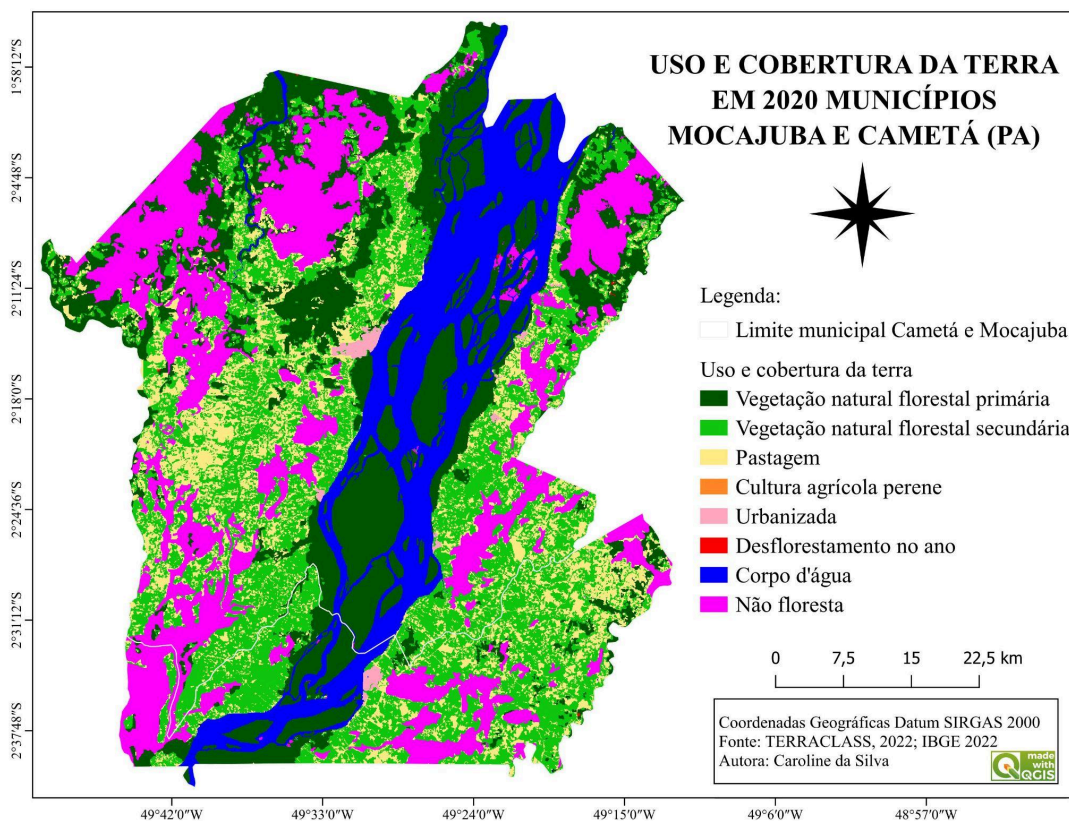 USO E COBERTURA DA TERRA
EM 2020 MUNICÍPIOS
MOCAJUBA E CAMETÁ (PA)
Legenda:
Limite municipal Cametá e Mocajuba
Uso e cobertura da terra
Vegetação natural florestal primária
Vegetação natural florestal secundária
Pastagem
Cultura agrícola perene
Urbanizada
Desflorestamento no ano
Corpo d'água
Não floresta
0 7,5 15 22,5 km
Coordenadas Geográficas Datum SIRGAS 2000
Fonte: TERRACLASS, 2022; IBGE 2022
Autora: Caroline da Silva
made
with
QGIS
1°58'12"S
2°4'48"S
2°11'24"S
2°18'0"S
2°24'36"S
2°31'12"S
2°37'48"S
49°42'0"W 49°33'0"W 49°24'0"W 49°15'0"W 49°6'0"W 48°57'0"W